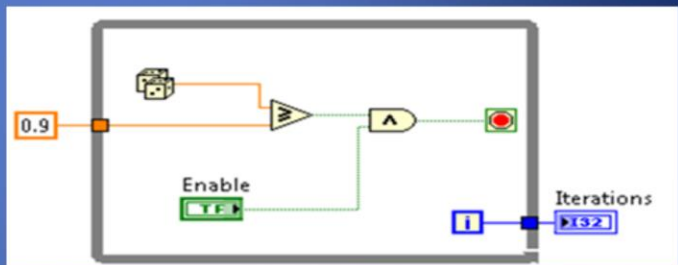 0.9
≥
∧
Enable
TF
i
Iterations
I32